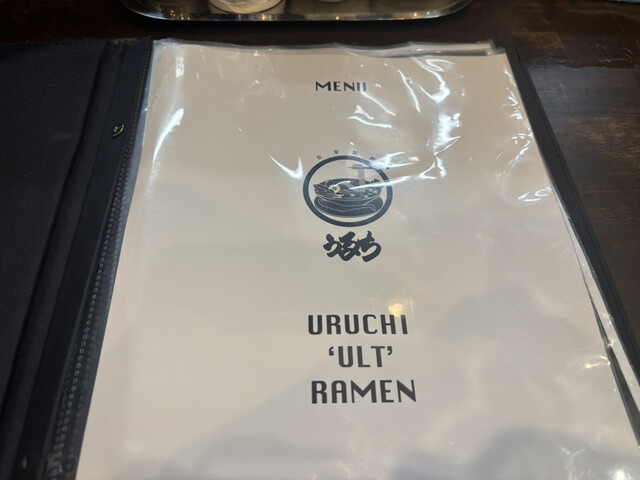 MENU
うるち
URUCHI
‘ULT’
RAMEN